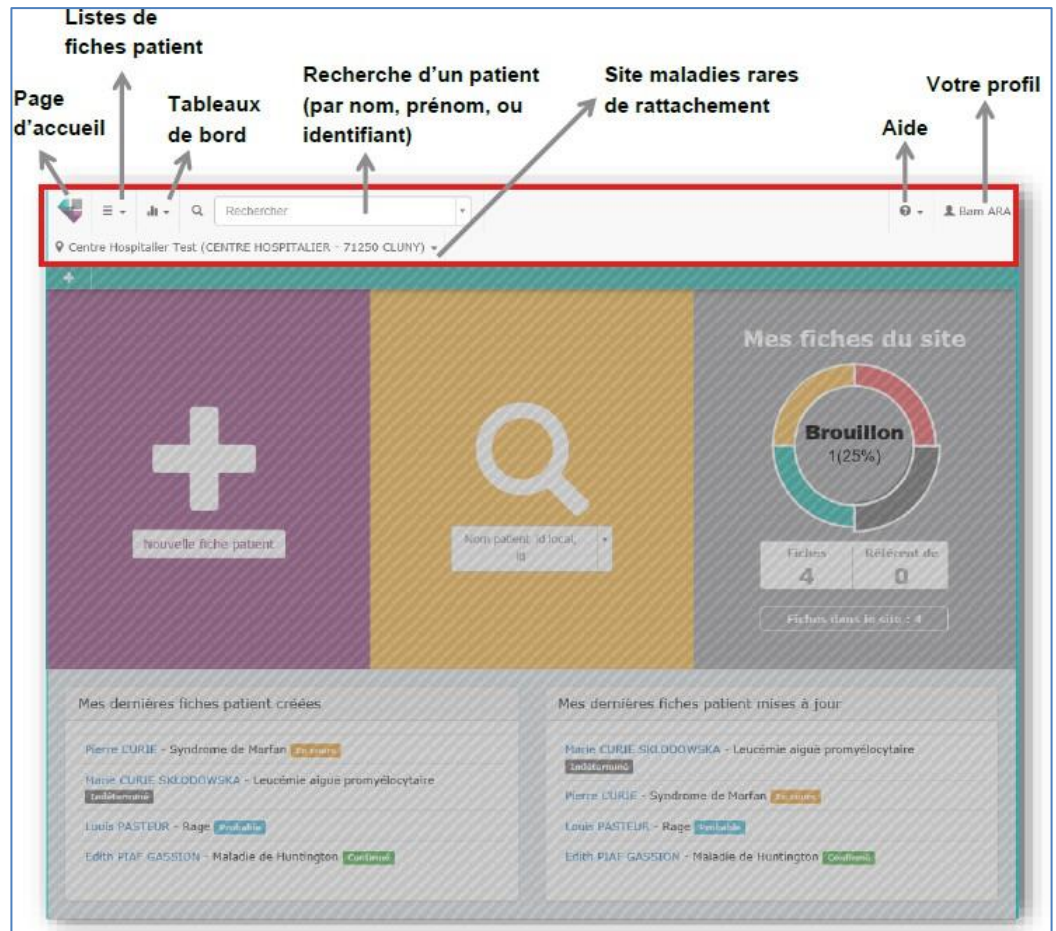 Listes de
fiches patient
Page
d'accueil
Tableaux
de bord
Recherche d'un patient
(par nom, prénom, ou
identifiant)
Site maladies rares
de rattachement
Votre profil
Aide
Rechercher
Bam ARA
Centre Hospitalier Test (CENTRE HOSPITALIER - 71250 CLUNY)
Mes fiches du site
Brouillon
1(25%)
Nouvelle fiche patient
Nom patient, id local,
id
Fiches
4
Référent de
0
Fiches dans le site : 4
Mes dernières fiches patient créées
Pierre CURIE - Syndrome de Marfan En cours
Marie CURIE SKLODOWSKA - Leucémie aiguë promyélocytaire
Indéterminé
Louis PASTEUR - Rage Probable
Edith PIAF GASSION - Maladie de Huntington Confirmé
Mes dernières fiches patient mises à jour
Marie CURIE SKLODOWSKA - Leucémie aiguë promyélocytaire
Indéterminé
Pierre CURIE - Syndrome de Marfan En cours
Louis PASTEUR - Rage Probable
Edith PIAF GASSION - Maladie de Huntington Confirmé